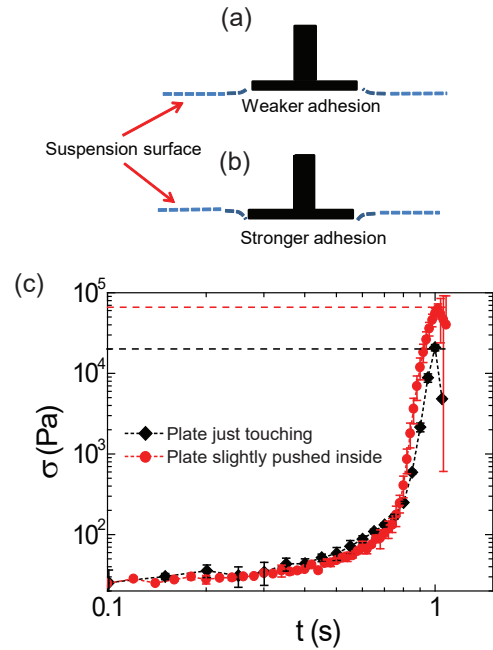 (a)
Weaker adhesion
Suspension surface
(b)
Stronger adhesion
(c)
10^5
10^4
10^3
10^2
σ (Pa)
Plate just touching
Plate slightly pushed inside
0.1
1
t (s)